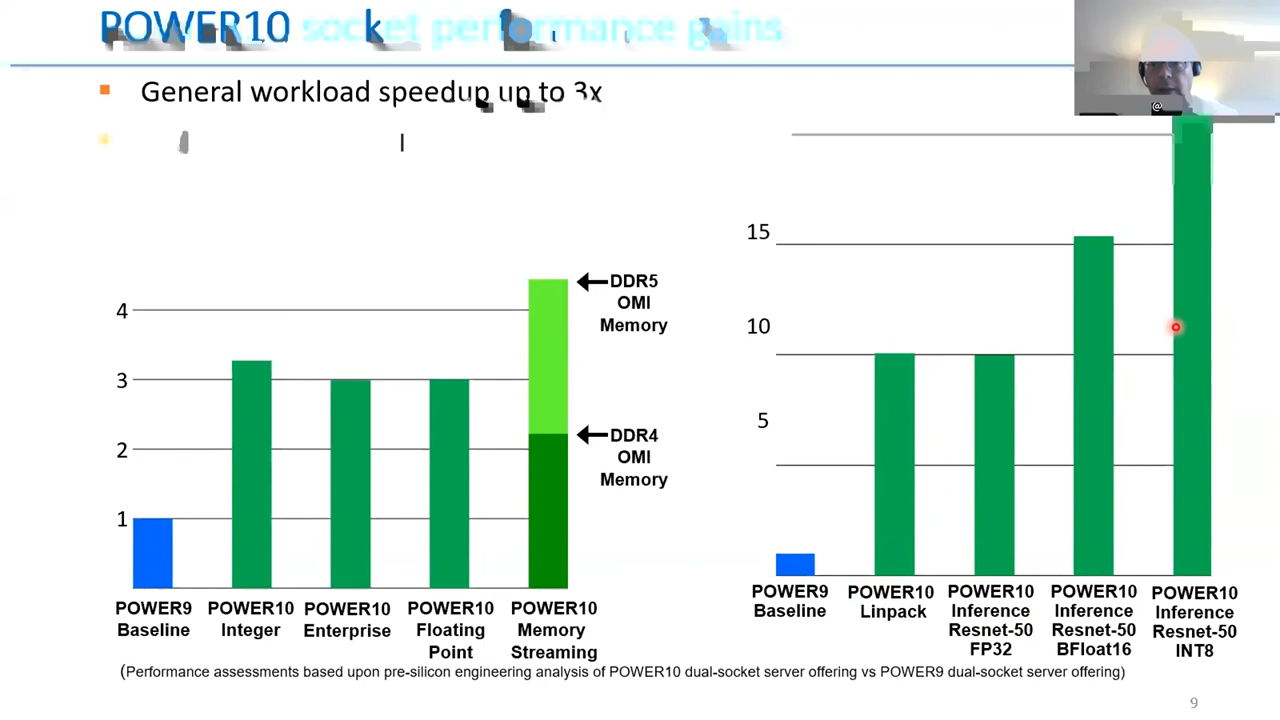 POWER10 socket performance gains
General workload speedup up to 3x
4
3
2
1
DDR5
OMI
Memory
DDR4
OMI
Memory
POWER9
Baseline
POWER10
Integer
POWER10
Enterprise
POWER10
Floating
Point
POWER10
Memory
Streaming
15
10
5
POWER9
Baseline
POWER10
Linpack
POWER10
Inference
Resnet-50
FP32
POWER10
Inference
Resnet-50
BFloat16
POWER10
Inference
Resnet-50
INT8
(Performance assessments based upon pre-silicon engineering analysis of POWER10 dual-socket server offering vs POWER9 dual-socket server offering)
9